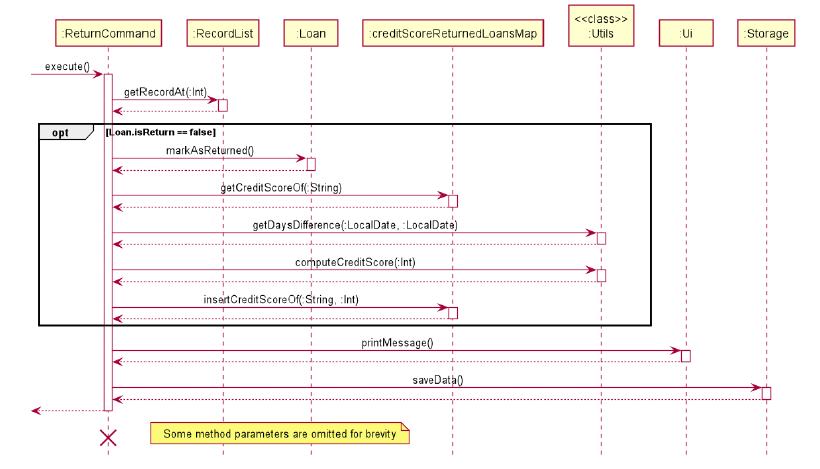 <<class>>
:ReturnCommand :RecordList :Loan :creditScoreReturnedLoansMap :Utils :Ui :Storage
execute()
getRecordAt(:Int)
opt [Loan.isReturn == false]
markAsReturned()
getCreditScoreOf(:String)
getDaysDifference(:LocalDate, :LocalDate)
computeCreditScore(:Int)
insertCreditScoreOf(:String, :Int)
printMessage()
saveData()
Some method parameters are omitted for brevity